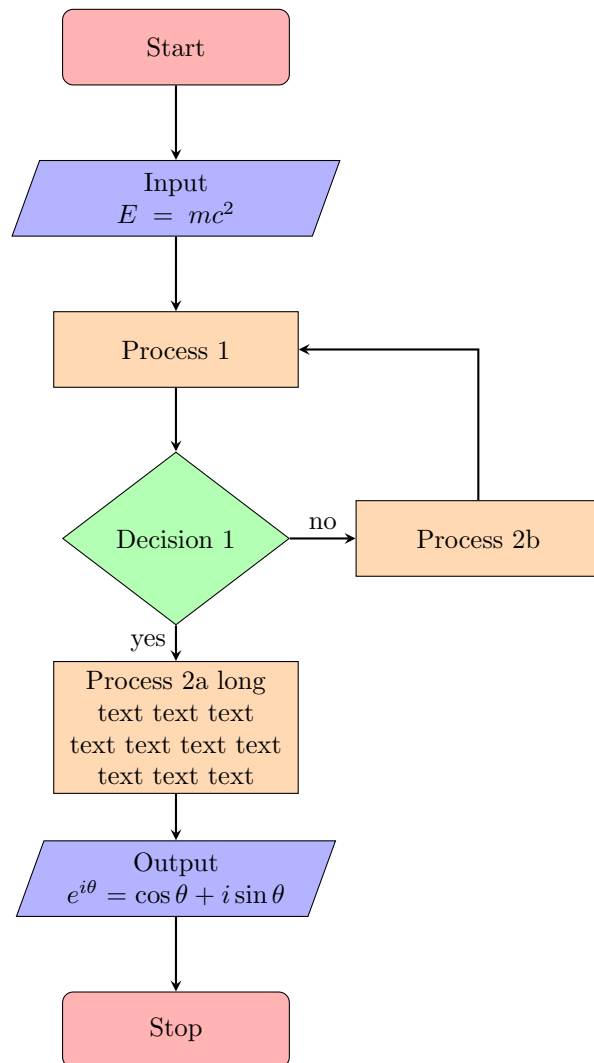 Start
Input
E = mc²
Process 1
Decision 1
no
Process 2b
yes
Process 2a long
text text text
text text text text
text text text
Output
e^{iθ} = cos θ + i sin θ
Stop